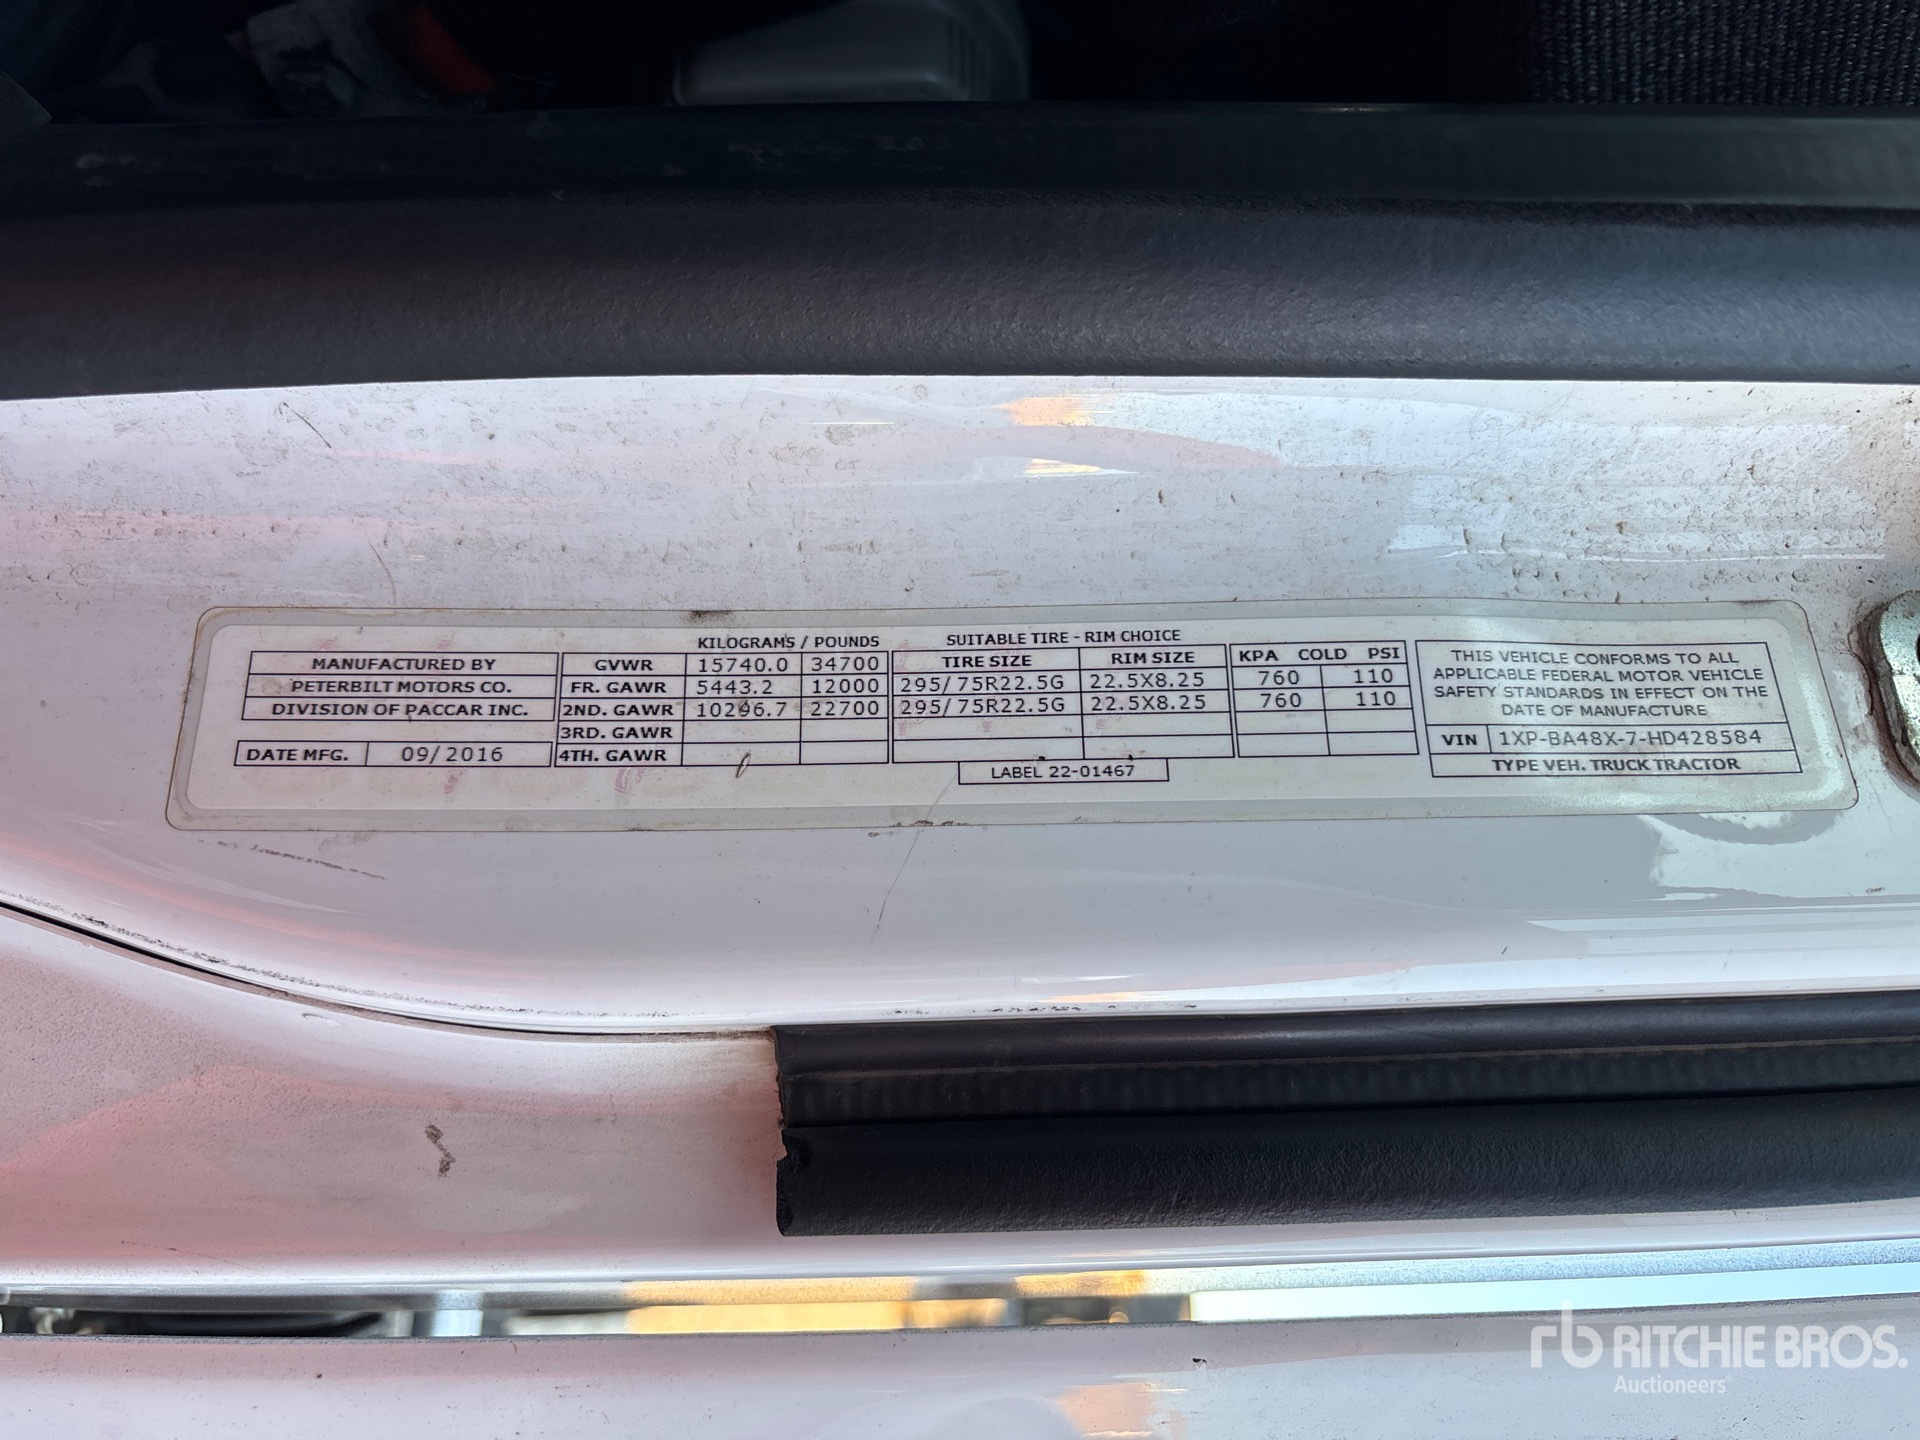 KILOGRAMS / POUNDS SUITABLE TIRE - RIM CHOICE
MANUFACTURED BY GVWR 15740.0 34700 TIRE SIZE RIM SIZE KPA COLD PSI
PETERBILT MOTORS CO. FR. GAWR 5443.2 12000 295/75R22.5G 22.5X8.25 760 110
DIVISION OF PACCAR INC. 2ND. GAWR 10296.7 22700 295/75R22.5G 22.5X8.25 760 110
3RD. GAWR
DATE MFG. 09/2016 4TH. GAWR
LABEL 22-01467
THIS VEHICLE CONFORMS TO ALL
APPLICABLE FEDERAL MOTOR VEHICLE
SAFETY STANDARDS IN EFFECT ON THE
DATE OF MANUFACTURE
VIN 1XP-BA48X-7-HD428584
TYPE VEH. TRUCK TRACTOR
rb RITCHIE BROS.
Auctioneers